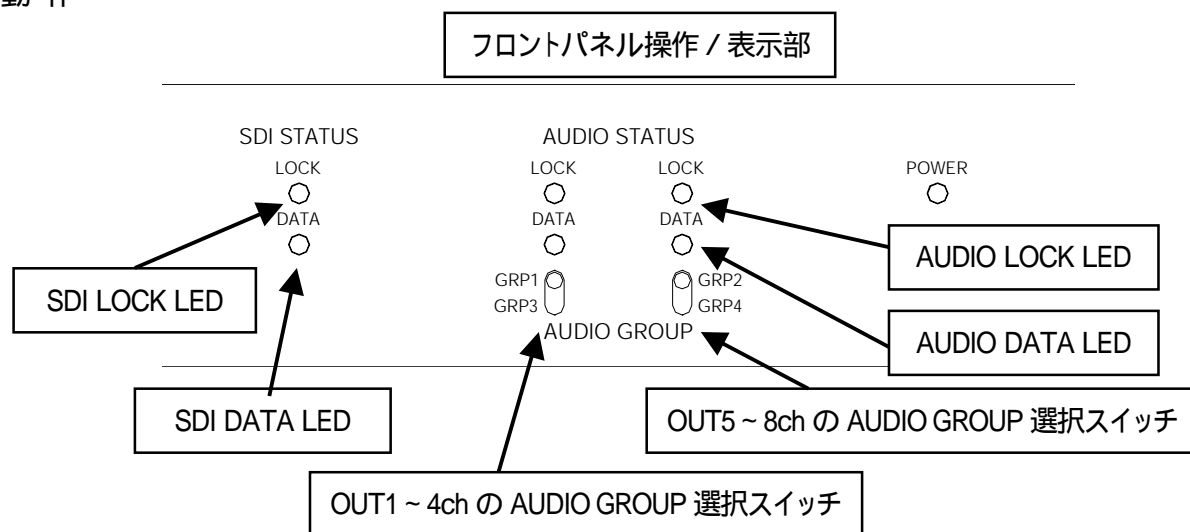 動 作
フロントパネル操作 / 表示部
SDI STATUS
AUDIO STATUS
LOCK
LOCK
LOCK
POWER
DATA
DATA
DATA
AUDIO LOCK LED
GRP1
GRP2
SDI LOCK LED
GRP3
GRP4
AUDIO GROUP
AUDIO DATA LED
SDI DATA LED
OUT5 ~ 8ch の AUDIO GROUP 選択スイッチ
OUT1 ~ 4ch の AUDIO GROUP 選択スイッチ